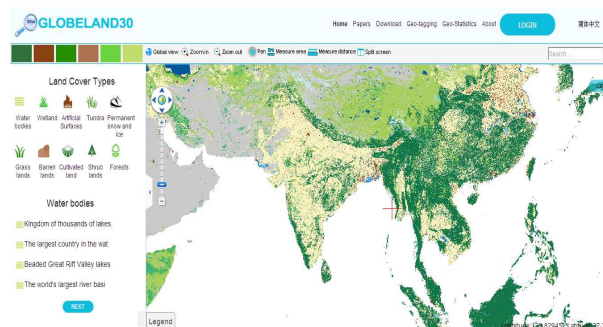 GLOBELAND30
Home Papers Download Geo-tagging Geo-Statistics About LOGIN 简体中文
Global view Zoom in Zoom out Pan Measure area Measure distance Split screen Search ...
Land Cover Types
Water bodies
Wetland
Artificial Surfaces
Tundra
Permanent snow and ice
Grass lands
Barren lands
Cultivated land
Shrub lands
Forests
Water bodies
Kingdom of thousands of lakes.
The largest country in the wat
Beaded Great Rift Valley lakes
The world's largest river basi
NEXT
Legend